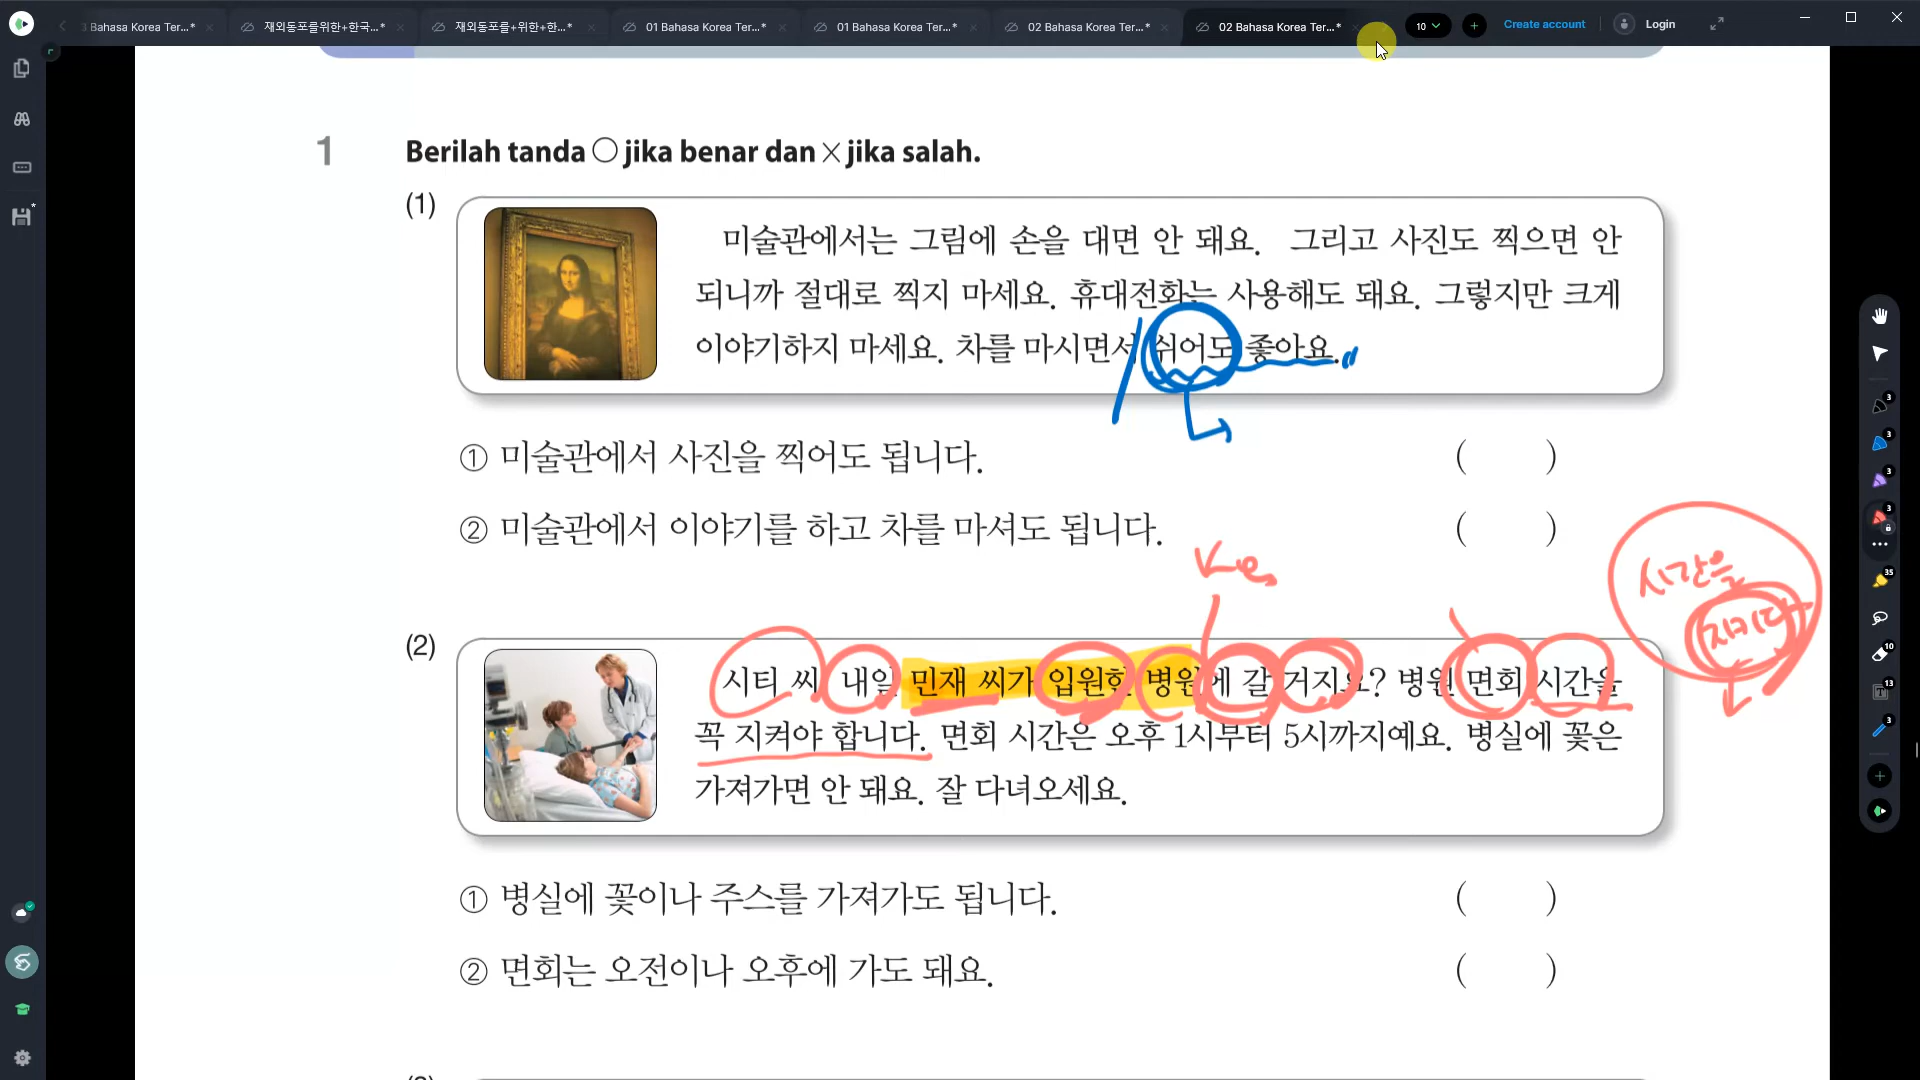 3 Bahasa Korea Ter...*
재외동포를위한+한국...*
재외동포를+위한+한...*
01 Bahasa Korea Ter...*
01 Bahasa Korea Ter...*
02 Bahasa Korea Ter...*
02 Bahasa Korea Ter...*
10
Create account
Login
1 Berilah tanda ○ jika benar dan × jika salah.
(1)
미술관에서는 그림에 손을 대면 안 돼요. 그리고 사진도 찍으면 안
되니까 절대로 찍지 마세요. 휴대전화는 사용해도 돼요. 그렇지만 크게
이야기하지 마세요. 차를 마시면서 쉬어도 좋아요.
① 미술관에서 사진을 찍어도 됩니다. ( )
② 미술관에서 이야기를 하고 차를 마셔도 됩니다. ( )
ke
시간을
지키다
(2)
시티 씨 내일 민재 씨가 입원한 병원에 갈 거지요? 병원 면회 시간을
꼭 지켜야 합니다. 면회 시간은 오후 1시부터 5시까지예요. 병실에 꽃은
가져가면 안 돼요. 잘 다녀오세요.
① 병실에 꽃이나 주스를 가져가도 됩니다. ( )
② 면회는 오전이나 오후에 가도 돼요. ( )
3
3
3
3
35
10
13
3